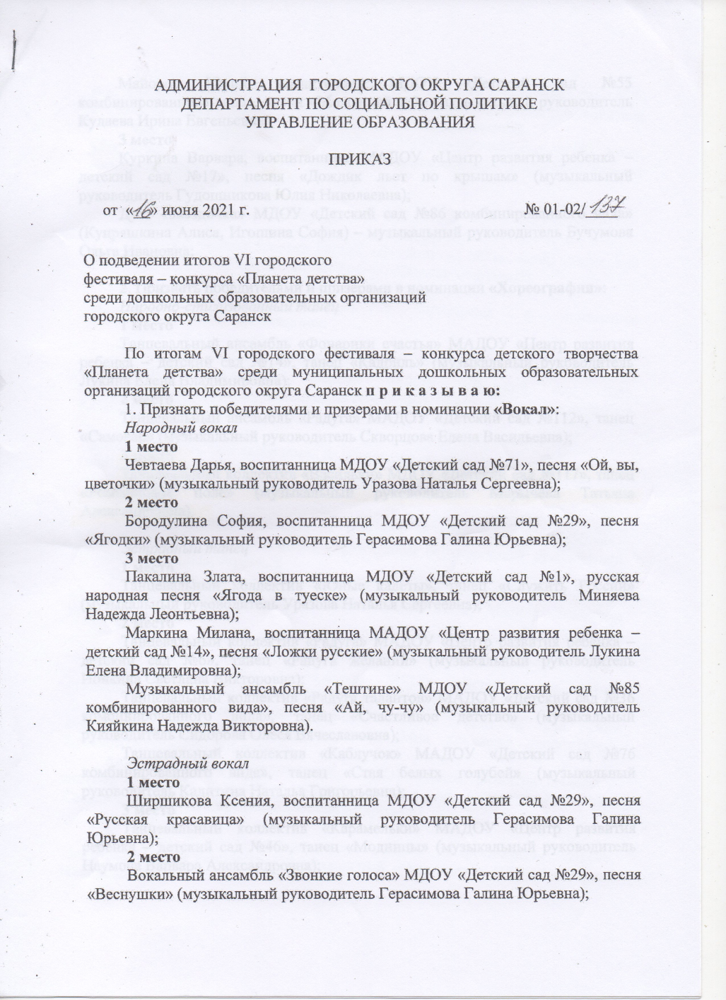 АДМИНИСТРАЦИЯ ГОРОДСКОГО ОКРУГА САРАНСК
ДЕПАРТАМЕНТ ПО СОЦИАЛЬНОЙ ПОЛИТИКЕ
УПРАВЛЕНИЕ ОБРАЗОВАНИЯ
ПРИКАЗ
от «16» июня 2021 г. № 01-02/137
О подведении итогов VI городского
фестиваля – конкурса «Планета детства»
среди дошкольных образовательных организаций
городского округа Саранск
По итогам VI городского фестиваля – конкурса детского творчества
«Планета детства» среди муниципальных дошкольных образовательных
организаций городского округа Саранск п р и к а з ы в а ю:
1. Признать победителями и призерами в номинации «Вокал»:
Народный вокал
1 место
Чевтаева Дарья, воспитанница МДОУ «Детский сад №71», песня «Ой, вы,
цветочки» (музыкальный руководитель Уразова Наталья Сергеевна);
2 место
Бородулина София, воспитанница МДОУ «Детский сад №29», песня
«Ягодки» (музыкальный руководитель Герасимова Галина Юрьевна);
3 место
Пакалина Злата, воспитанница МДОУ «Детский сад №1», русская
народная песня «Ягода туеске» (музыкальный руководитель Миняева
Надежда Леонтьевна);
Маркина Милана, воспитанница МАДОУ «Центр развития ребенка –
детский сад №14», песня «Ложки русские» (музыкальный руководитель Лукина
Елена Владимировна);
Музыкальный ансамбль «Тештине» МДОУ «Детский сад №85
комбинированного вида», песня «Ай, чу-чу» (музыкальный руководитель
Кияйкина Надежда Викторовна).
Эстрадный вокал
1 место
Ширшикова Ксения, воспитанница МДОУ «Детский сад №29», песня
«Русская красавица» (музыкальный руководитель Герасимова Галина
Юрьевна);
2 место
Вокальный ансамбль «Звонкие голоса» МДОУ «Детский сад №29», песня
«Веснушки» (музыкальный руководитель Герасимова Галина Юрьевна);